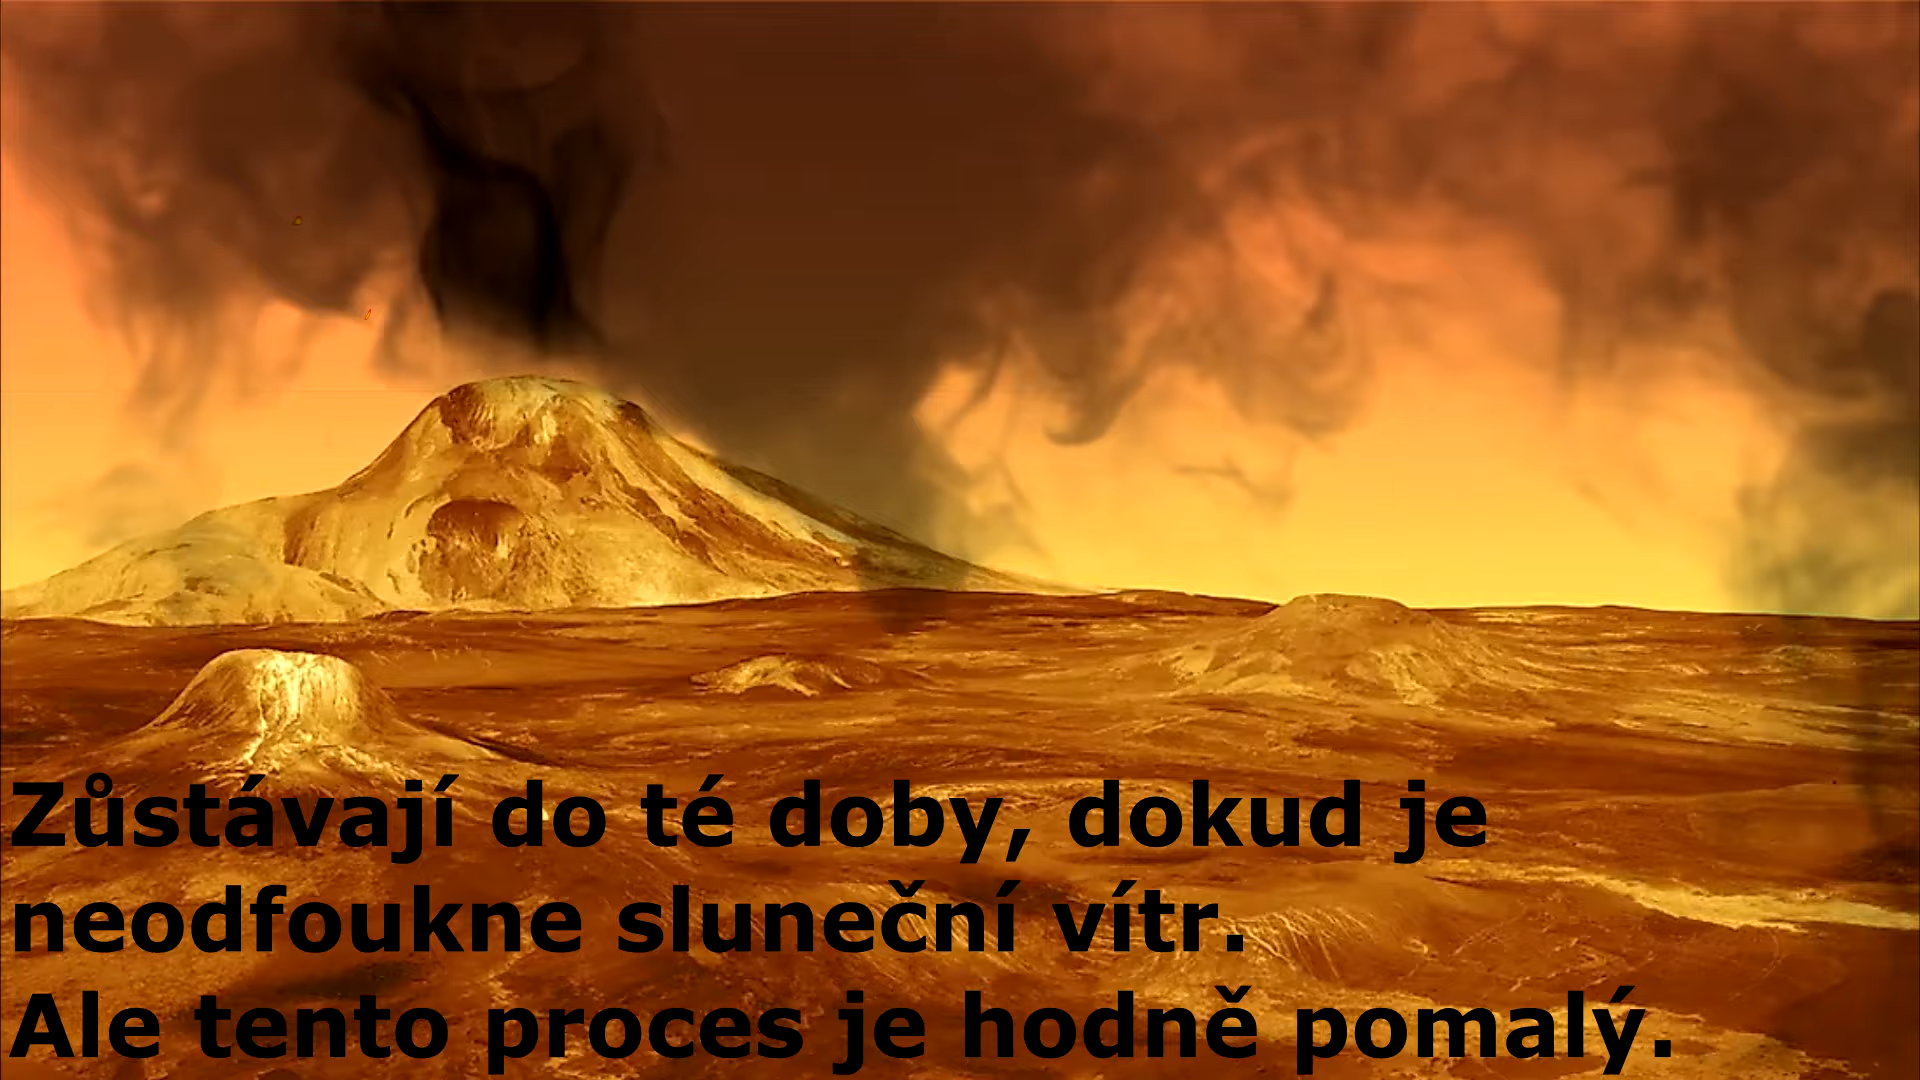 Zůstávají do té doby, dokud je
neodfoukne sluneční vítr.
Ale tento proces je hodně pomalý.